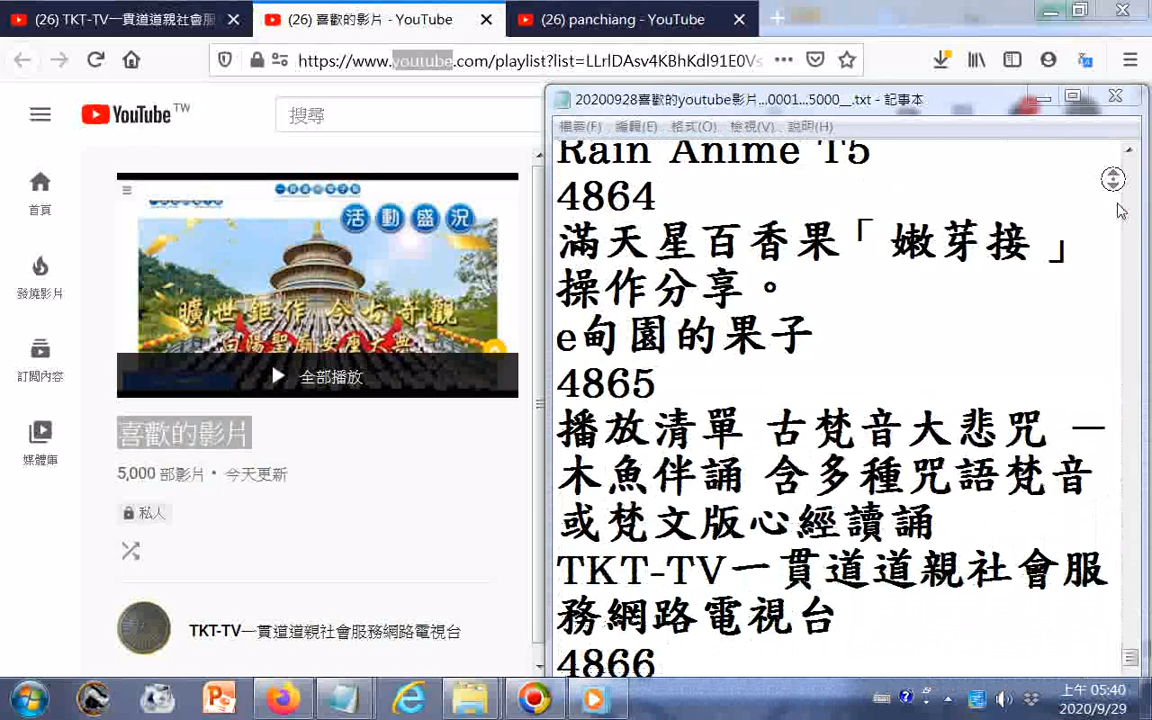 (26) TKT-TV一貫道道親社會服
(26) 喜歡的影片 - YouTube
(26) panchiang - YouTube
https://www.youtube.com/playlist?list=LLrlDAsv4KBhKdl91E0Vs
YouTube TW
搜尋
首頁
發燒影片
訂閱內容
媒體庫
活動盛況
曠世鉅作 今古奇觀
全部播放
喜歡的影片
5,000 部影片 • 今天更新
私人
TKT-TV一貫道道親社會服務網路電視台
20200928喜歡的youtube影片...0001...5000__.txt - 記事本
檔案(F) 編輯(E) 格式(O) 檢視(V) 說明(H)
Rain Anime T5
4864
滿天星百香果「 嫩芽接 」
操作分享。
e甸園的果子
4865
播放清單 古梵音大悲咒 —
木魚伴誦 含多種咒語梵音
或梵文版心經讀誦
TKT-TV一貫道道親社會服
務網路電視台
4866
上午 05:40
2020/9/29